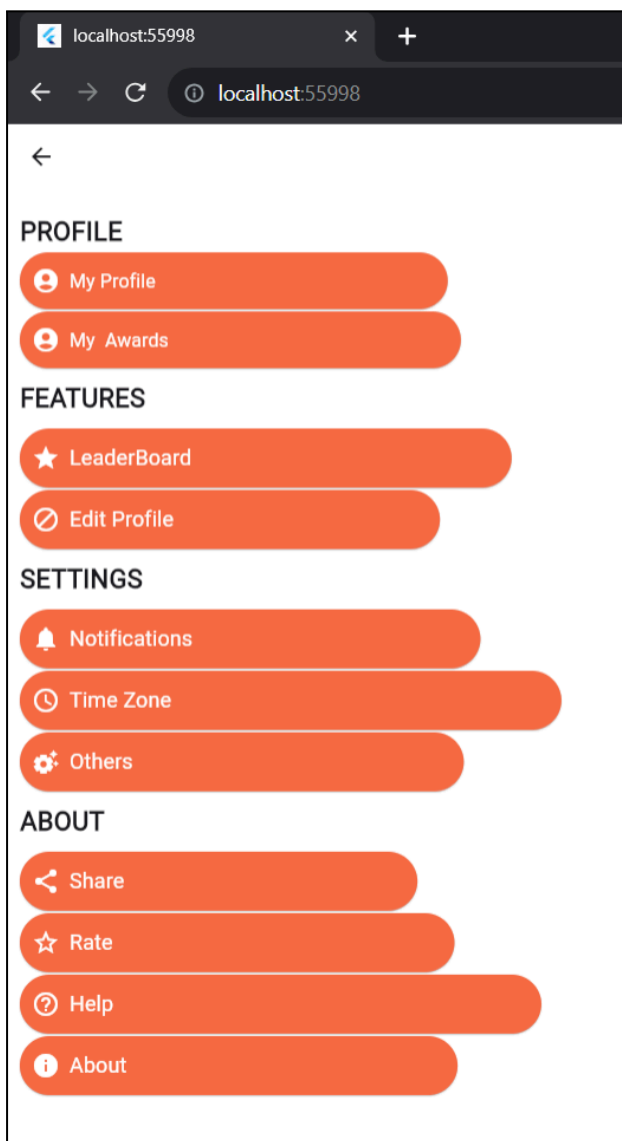 localhost:55998
localhost:55998
PROFILE
My Profile
My  Awards
FEATURES
LeaderBoard
Edit Profile
SETTINGS
Notifications
Time Zone
Others
ABOUT
Share
Rate
Help
About